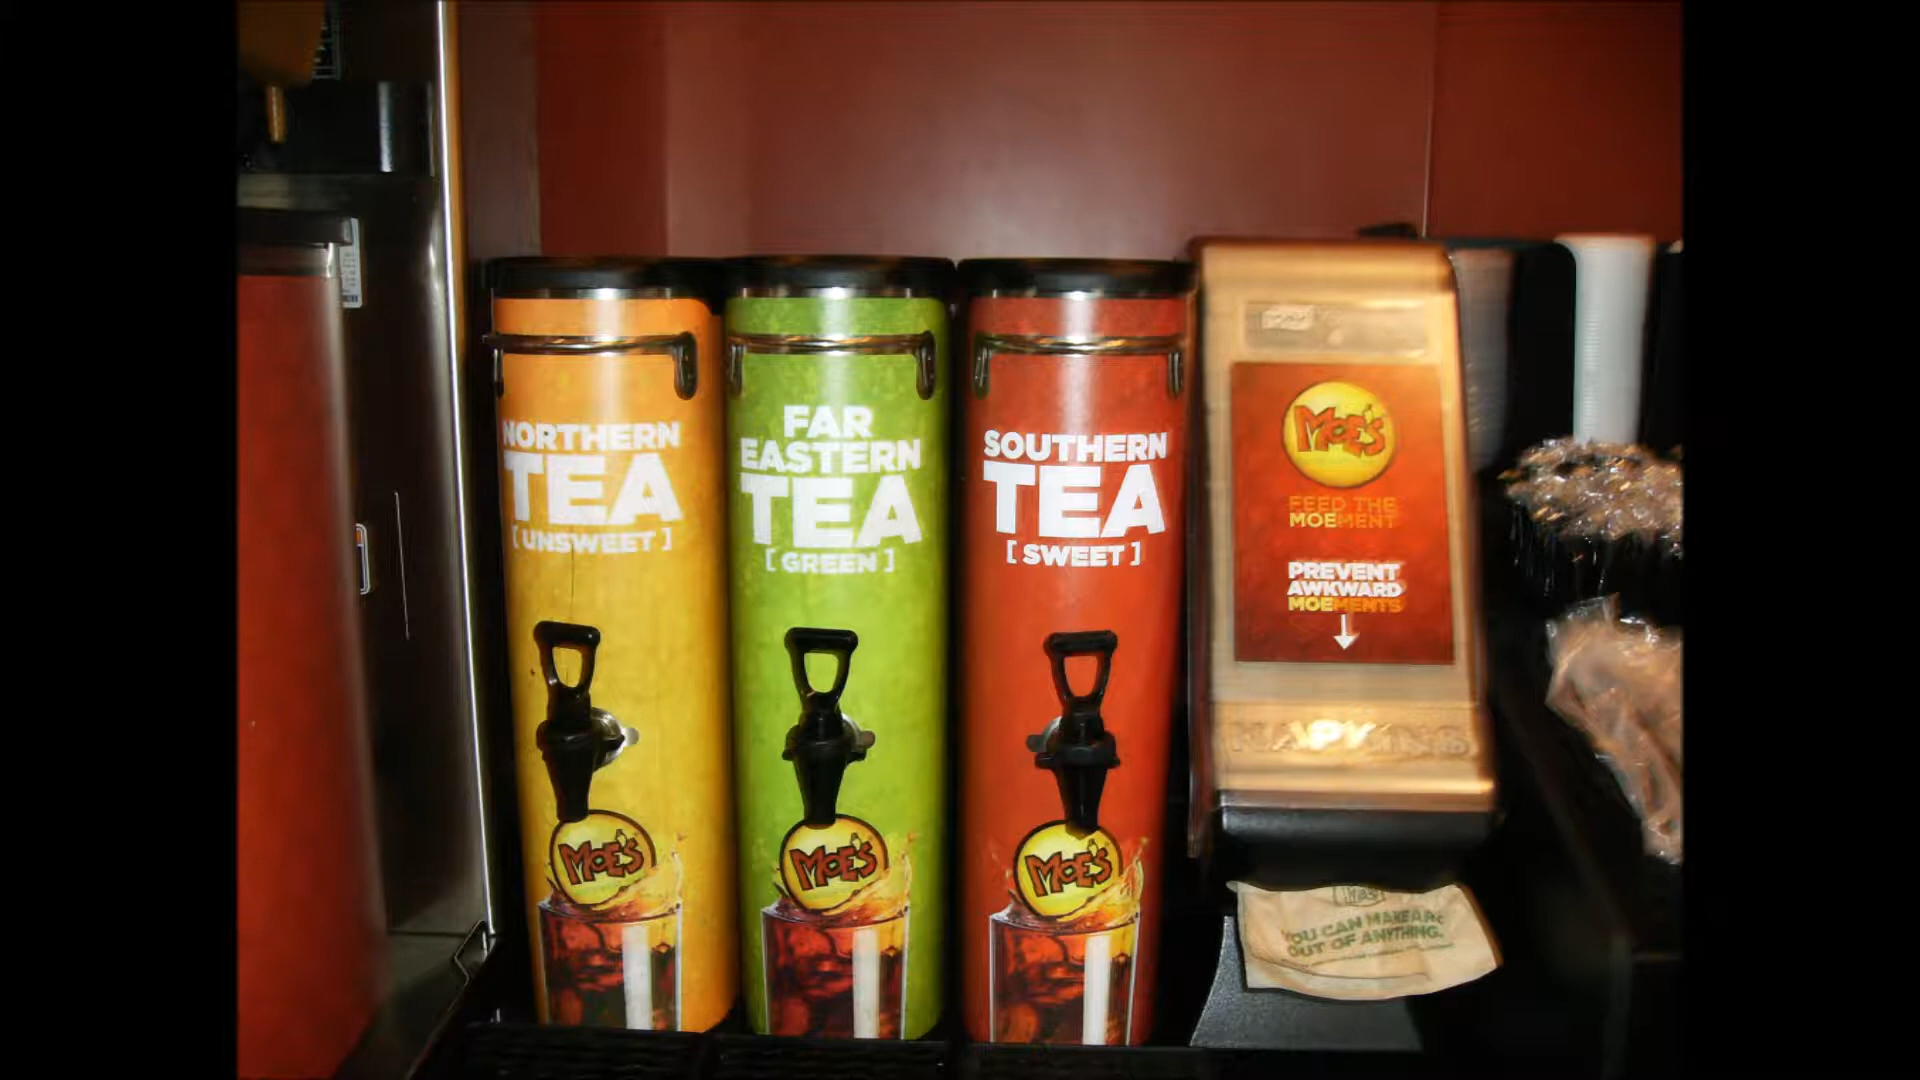 NORTHERN
TEA
[ UNSWEET ]
MOE'S
FAR
EASTERN
TEA
[ GREEN ]
MOE'S
SOUTHERN
TEA
[ SWEET ]
MOE'S
MOE'S
FEED THE
MOEMENT
PREVENT
AWKWARD
MOEMENTS
NAPKINS
YOU CAN MAKE
OUT OF ANYTHING.